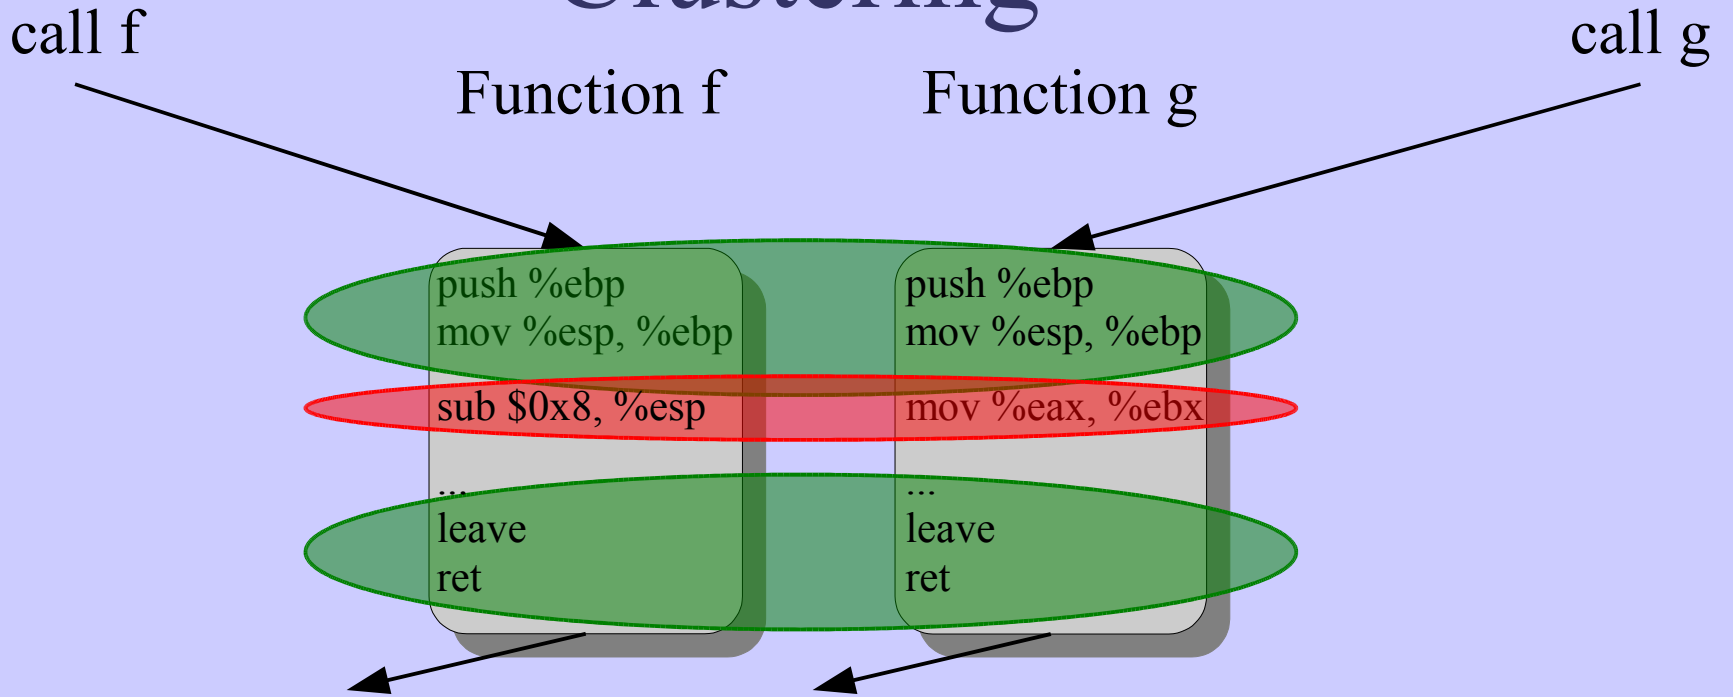 Clustering
call f
call g
Function f
Function g
push %ebp
mov %esp, %ebp
sub $0x8, %esp
...
leave
ret
push %ebp
mov %esp, %ebp
mov %eax, %ebx
...
leave
ret